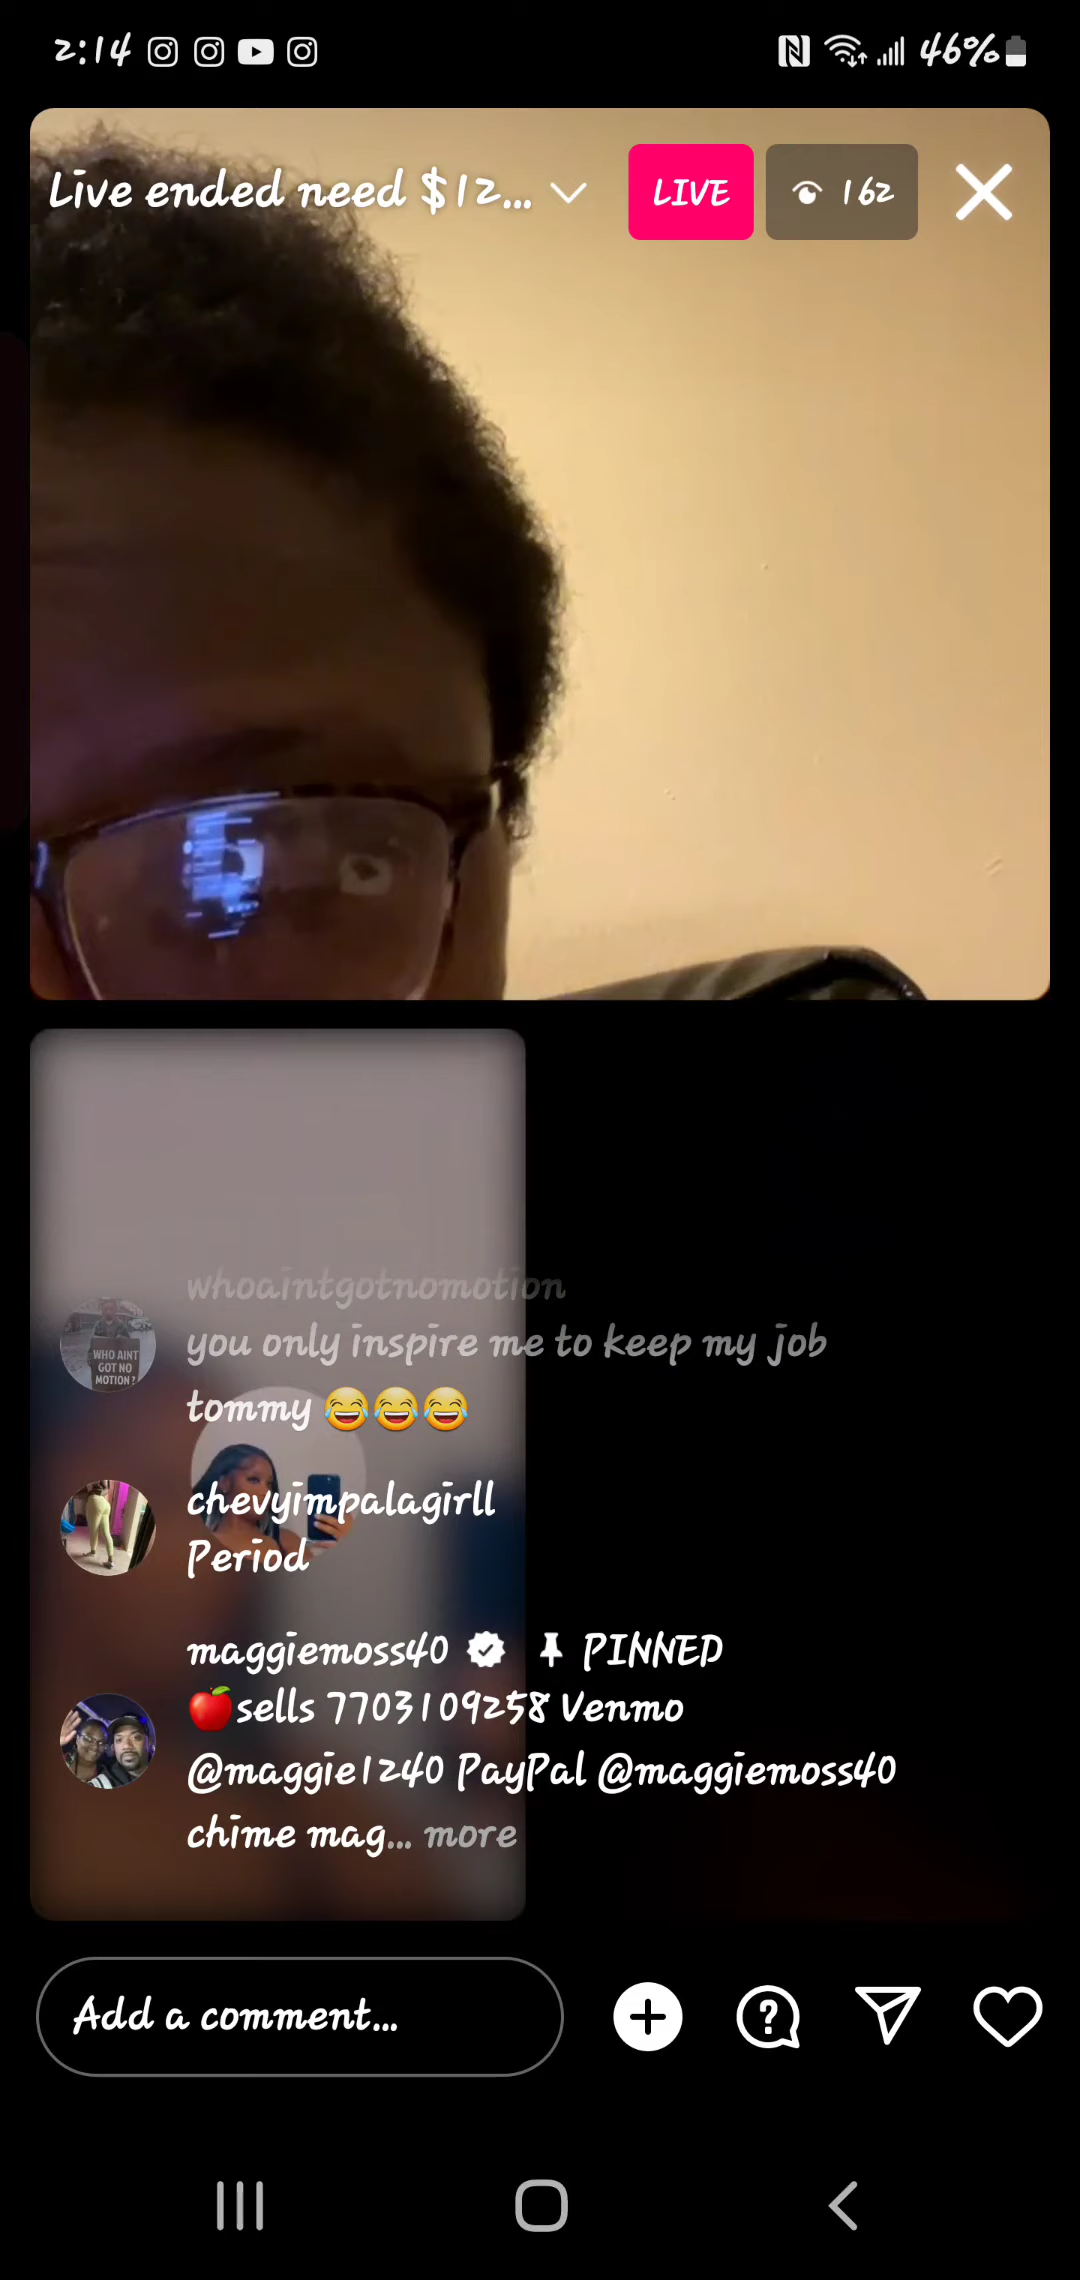 2:14
46%
Live ended need $12...
LIVE
162
whoaintgotnomotion
you only inspire me to keep my job
tommy 😂😂😂
WHO AINT
GOT NO
MOTION?
chevyimpalagirll
Period
maggiemoss40 PINNED
🍎sells 7703109258 Venmo
@maggie1240 PayPal @maggiemoss40
chime mag... more
Add a comment...